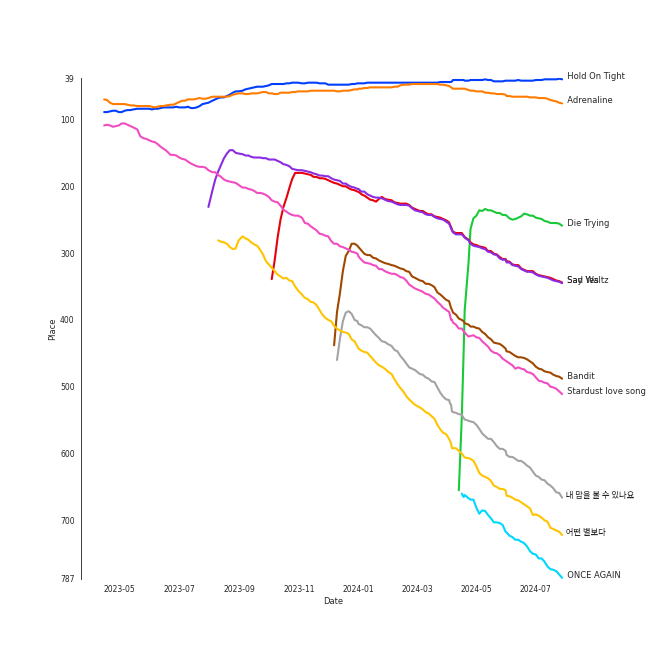 39
100
200
300
400
500
600
700
787
Place
2023-05
2023-07
2023-09
2023-11
2024-01
2024-03
2024-05
2024-07
Date
Hold On Tight
Adrenaline
Die Trying
Sad Waltz
Bandit
Stardust love song
내 맘을 볼 수 있나요
어떤 별보다
ONCE AGAIN